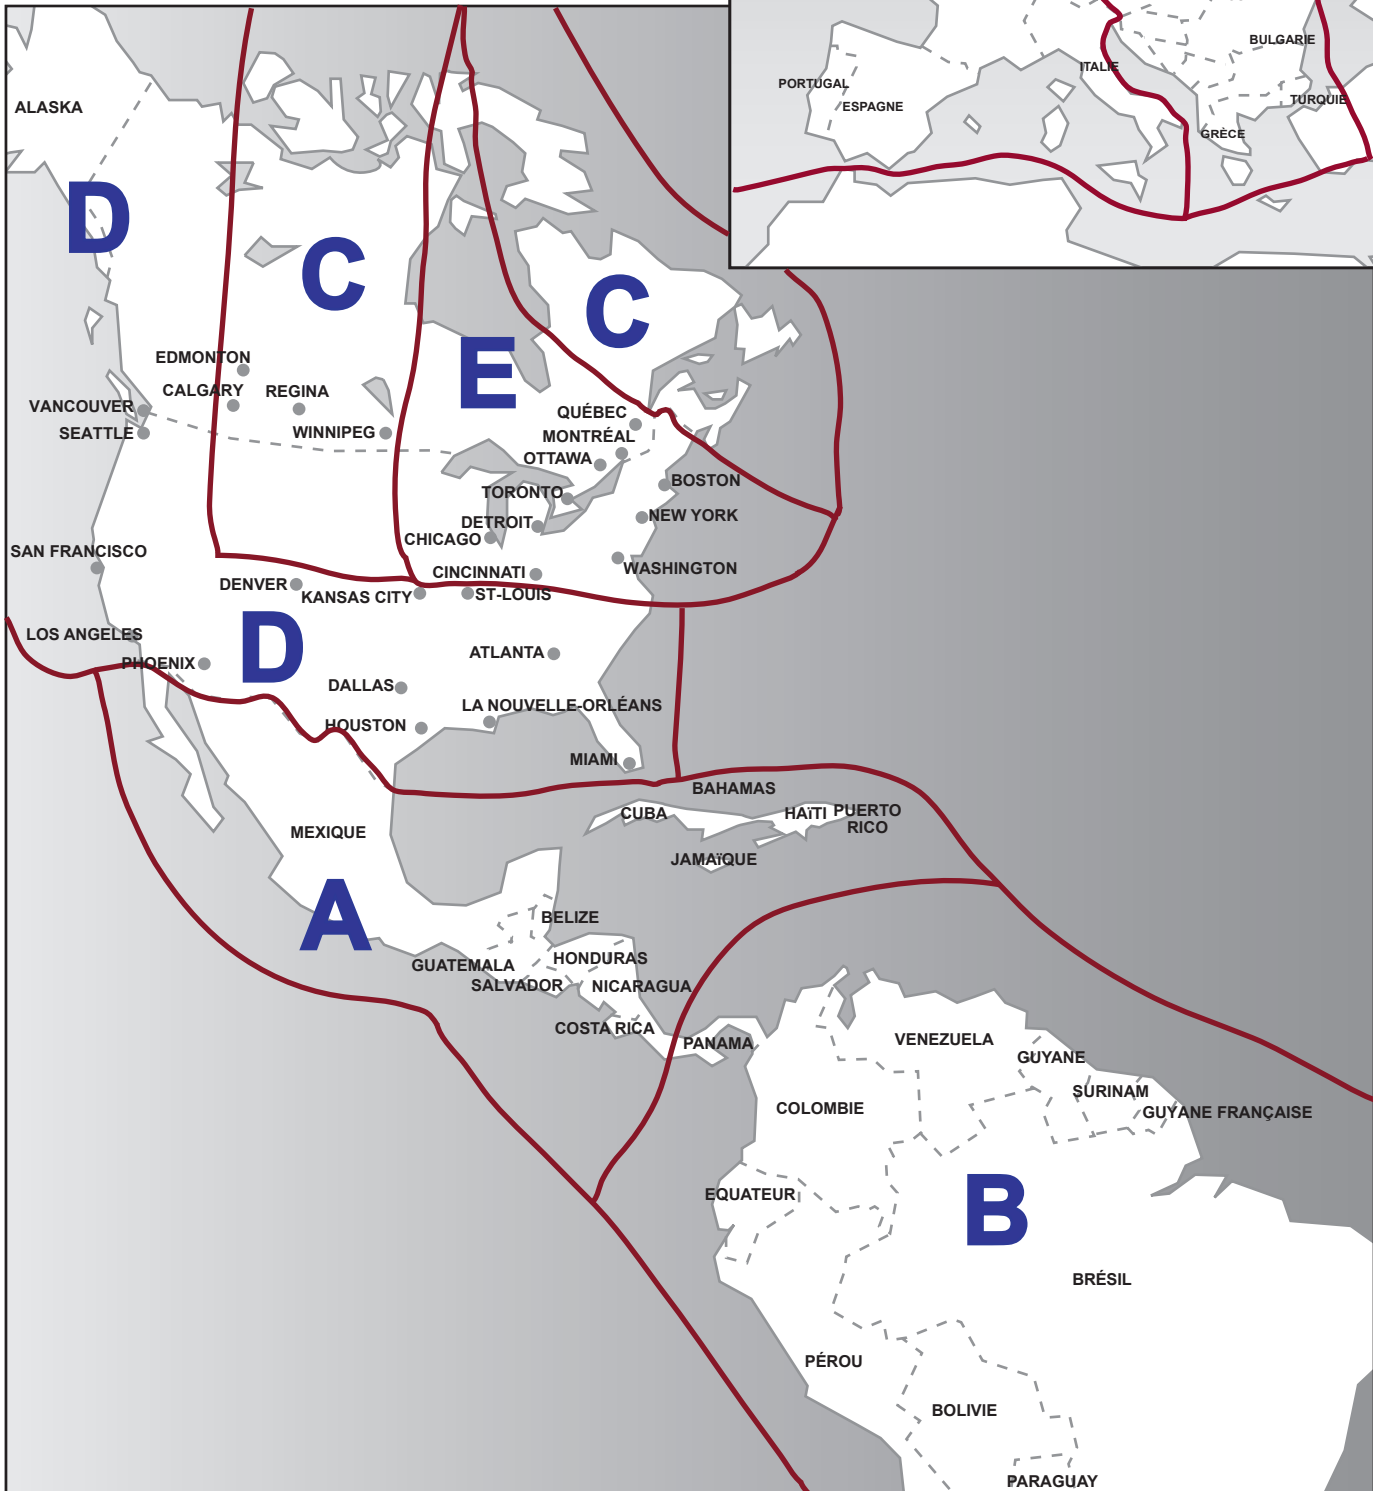 BULGARIE
ITALIE
PORTUGAL
ESPAGNE
TURQUIE
GRÈCE
ALASKA
D
C
C
E
EDMONTON
CALGARY
REGINA
VANCOUVER
SEATTLE
WINNIPEG
QUÉBEC
MONTRÉAL
OTTAWA
TORONTO
BOSTON
DETROIT
NEW YORK
CHICAGO
SAN FRANCISCO
CINCINNATI
WASHINGTON
DENVER
KANSAS CITY
ST-LOUIS
LOS ANGELES
D
PHOENIX
ATLANTA
DALLAS
LA NOUVELLE-ORLÉANS
HOUSTON
MIAMI
BAHAMAS
CUBA
HAïTI
PUERTO
RICO
MEXIQUE
JAMAïQUE
A
BELIZE
GUATEMALA
HONDURAS
SALVADOR
NICARAGUA
COSTA RICA
PANAMA
VENEZUELA
GUYANE
SURINAM
COLOMBIE
GUYANE FRANÇAISE
EQUATEUR
B
BRÉSIL
PÉROU
BOLIVIE
PARAGUAY